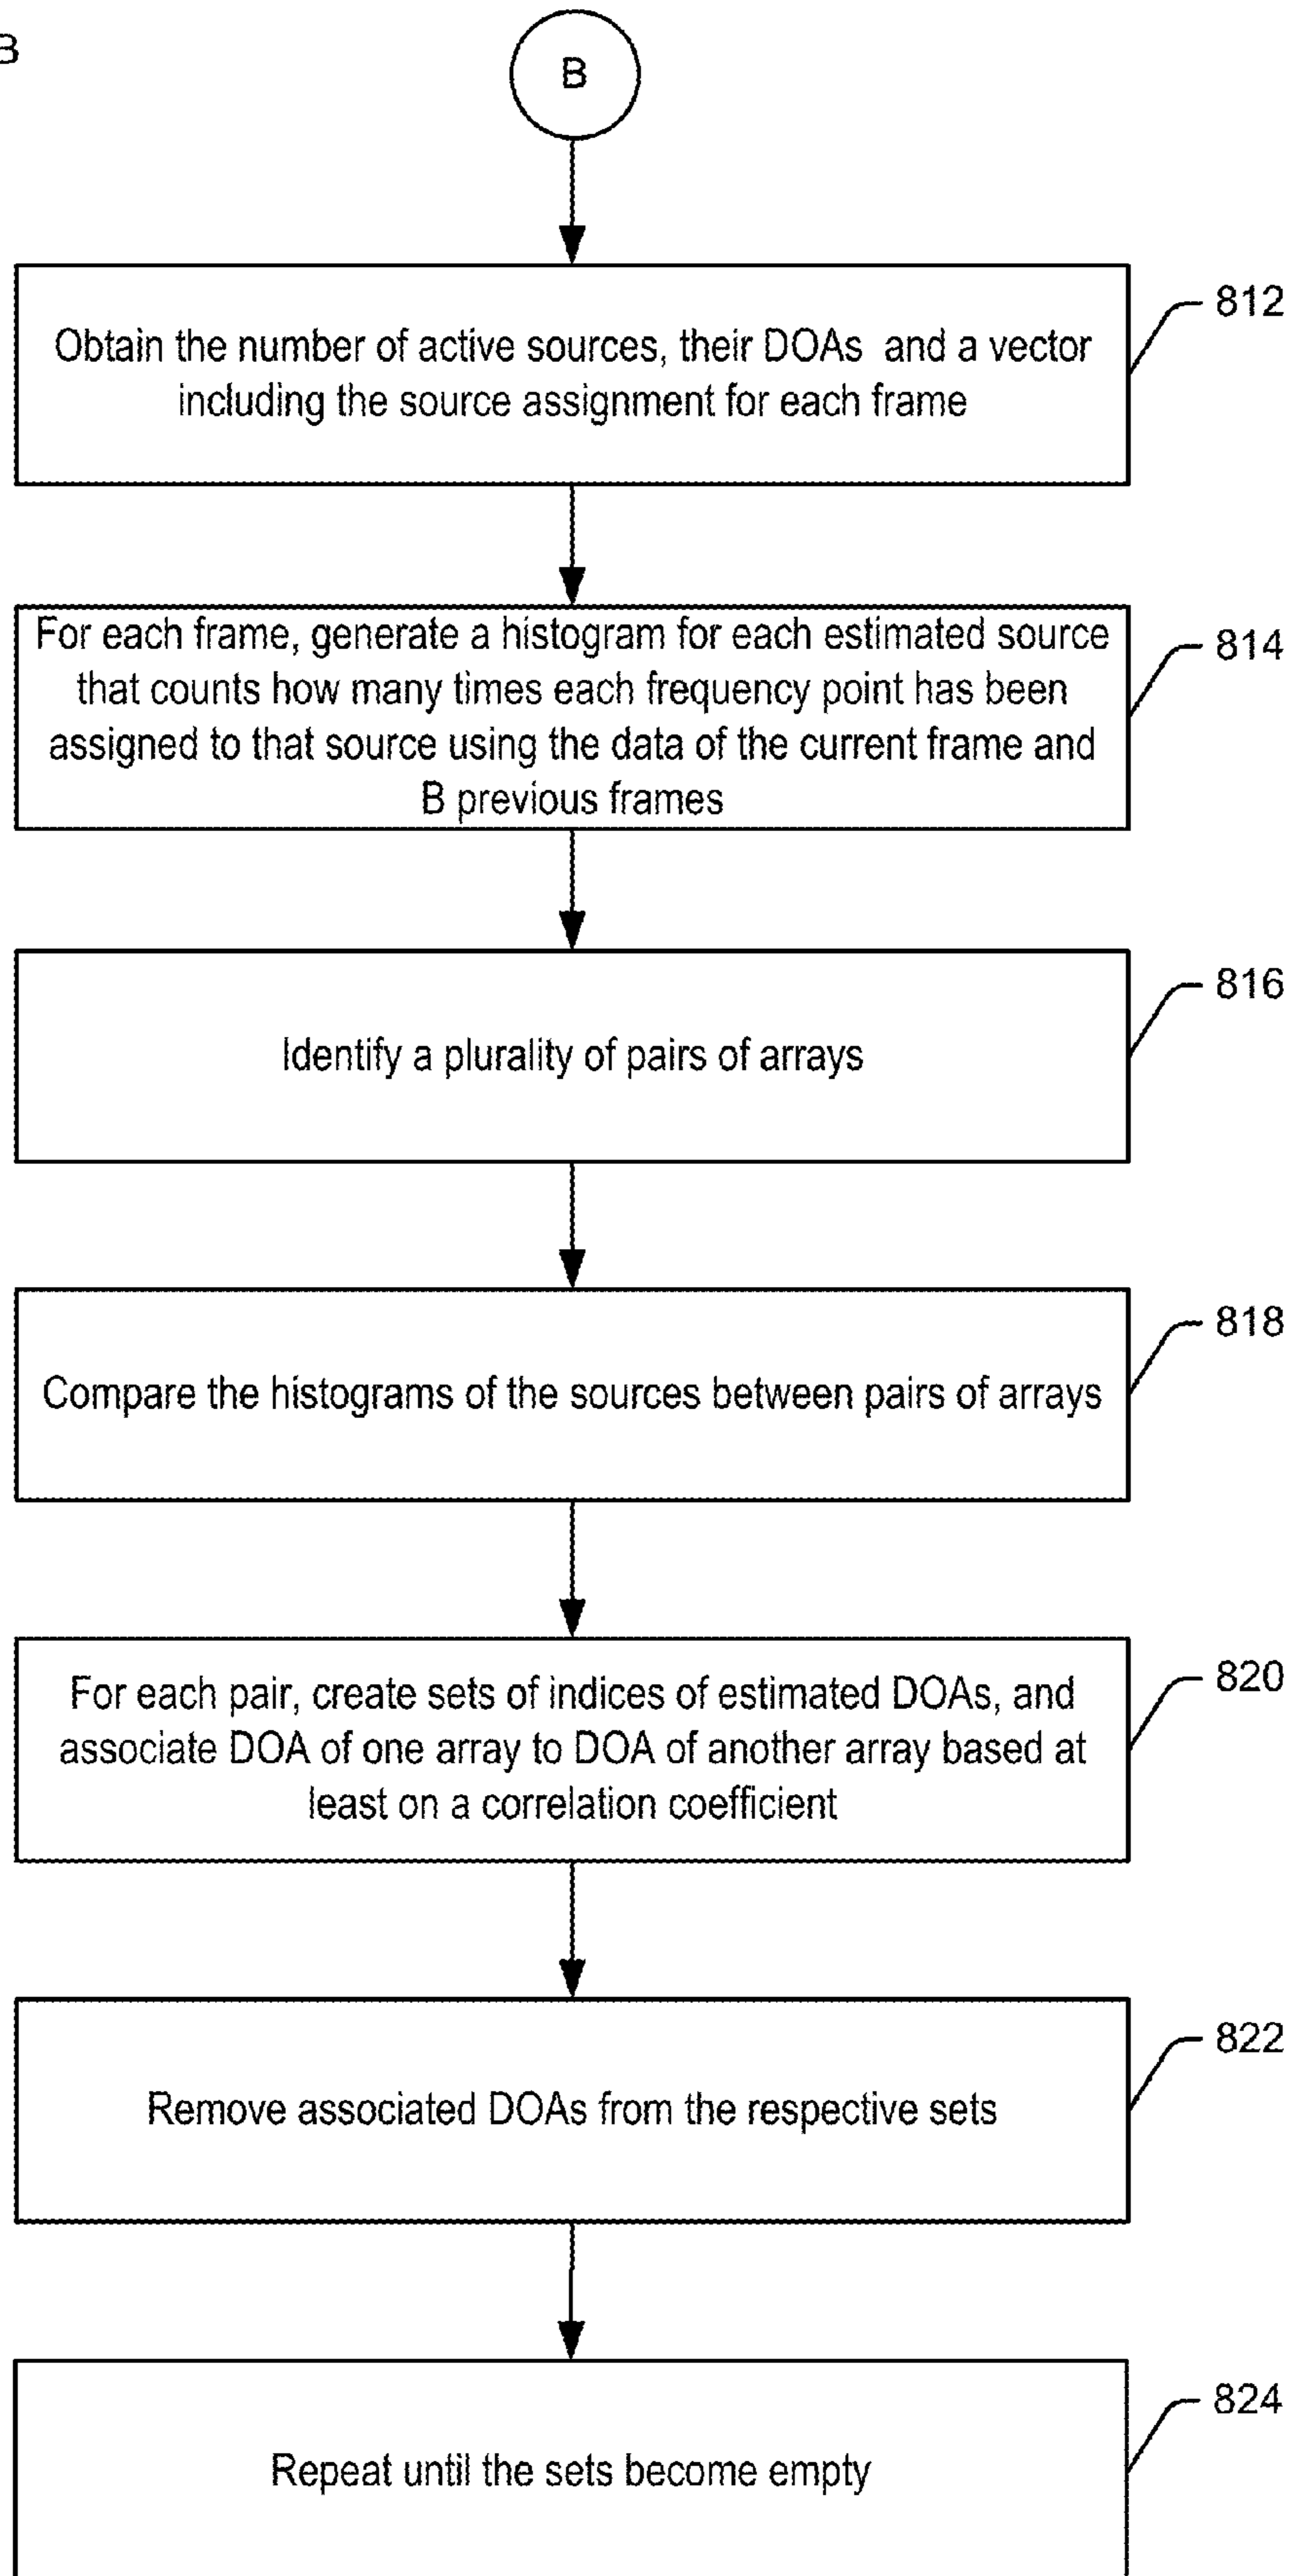 B
B
Obtain the number of active sources, their DOAs and a vector
including the source assignment for each frame
812
For each frame, generate a histogram for each estimated source
that counts how many times each frequency point has been
assigned to that source using the data of the current frame and
B previous frames
814
Identify a plurality of pairs of arrays
816
Compare the histograms of the sources between pairs of arrays
818
For each pair, create sets of indices of estimated DOAs, and
associate DOA of one array to DOA of another array based at
least on a correlation coefficient
820
Remove associated DOAs from the respective sets
822
Repeat until the sets become empty
824